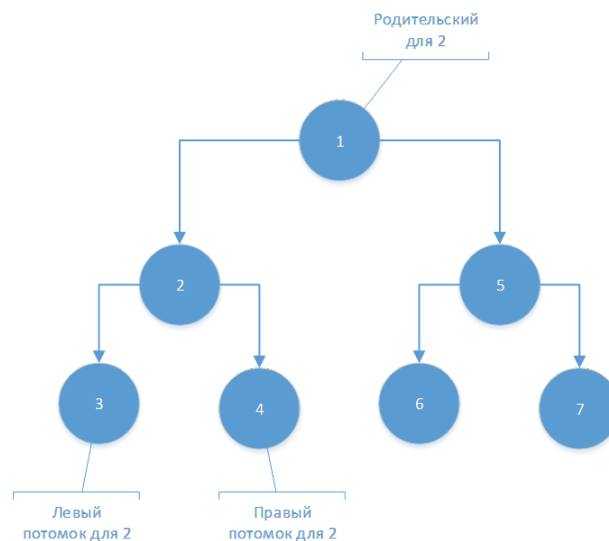 Родительский
для 2
1
2
5
3
4
6
7
Левый
потомок для 2
Правый
потомок для 2